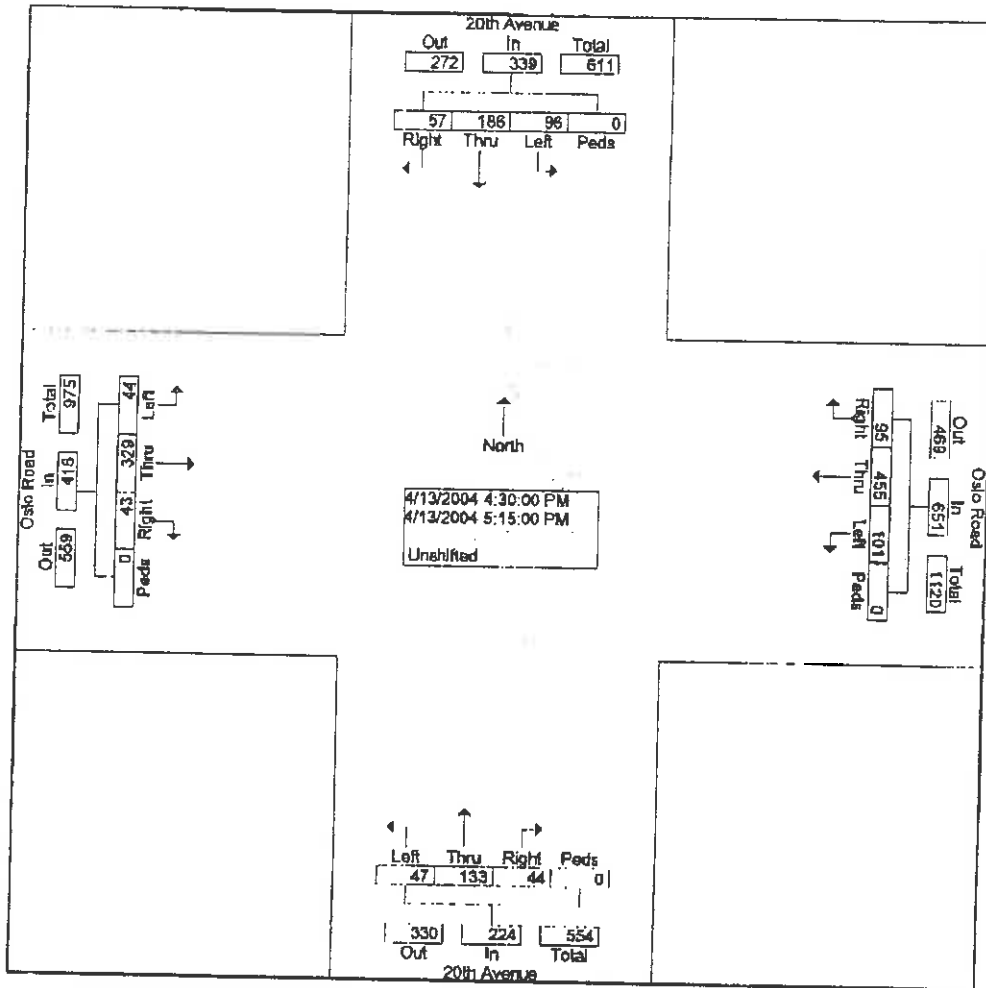 20th Avenue
Out In Total
272 339 611
57 186 96 0
Right Thru Left Peds
Oslo Road
Total In Out
975 416 559
44 329 43 0
Left Thru Right Peds
North
4/13/2004 4:30:00 PM
4/13/2004 5:15:00 PM
Unshifted
Right Thru Left Peds
95 455 101 0
Out In Total
469 651 1120
Oslo Road
Left Thru Right Peds
47 133 44 0
330 224 554
Out In Total
20th Avenue